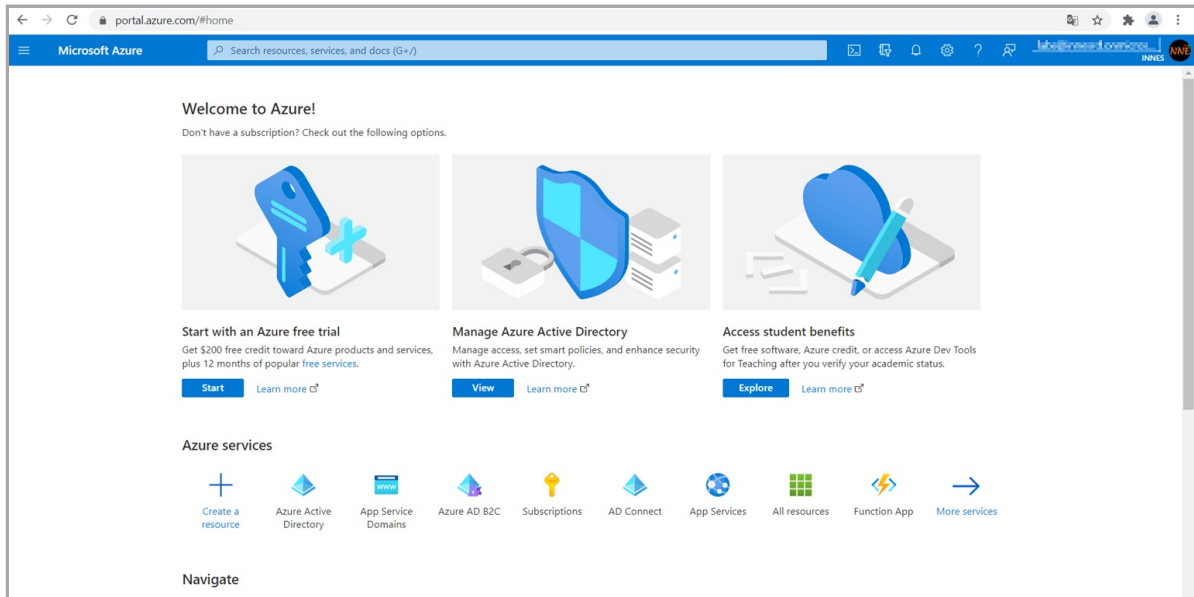 portal.azure.com/#home
Microsoft Azure
Search resources, services, and docs (G+/)
INNES
NNE
Welcome to Azure!
Don't have a subscription? Check out the following options.
Start with an Azure free trial
Get $200 free credit toward Azure products and services,
plus 12 months of popular free services.
Start
Learn more
Manage Azure Active Directory
Manage access, set smart policies, and enhance security
with Azure Active Directory.
View
Learn more
Access student benefits
Get free software, Azure credit, or access Azure Dev Tools
for Teaching after you verify your academic status.
Explore
Learn more
Azure services
Create a
resource
Azure Active
Directory
www
App Service
Domains
Azure AD B2C
Subscriptions
AD Connect
App Services
All resources
Function App
More services
Navigate